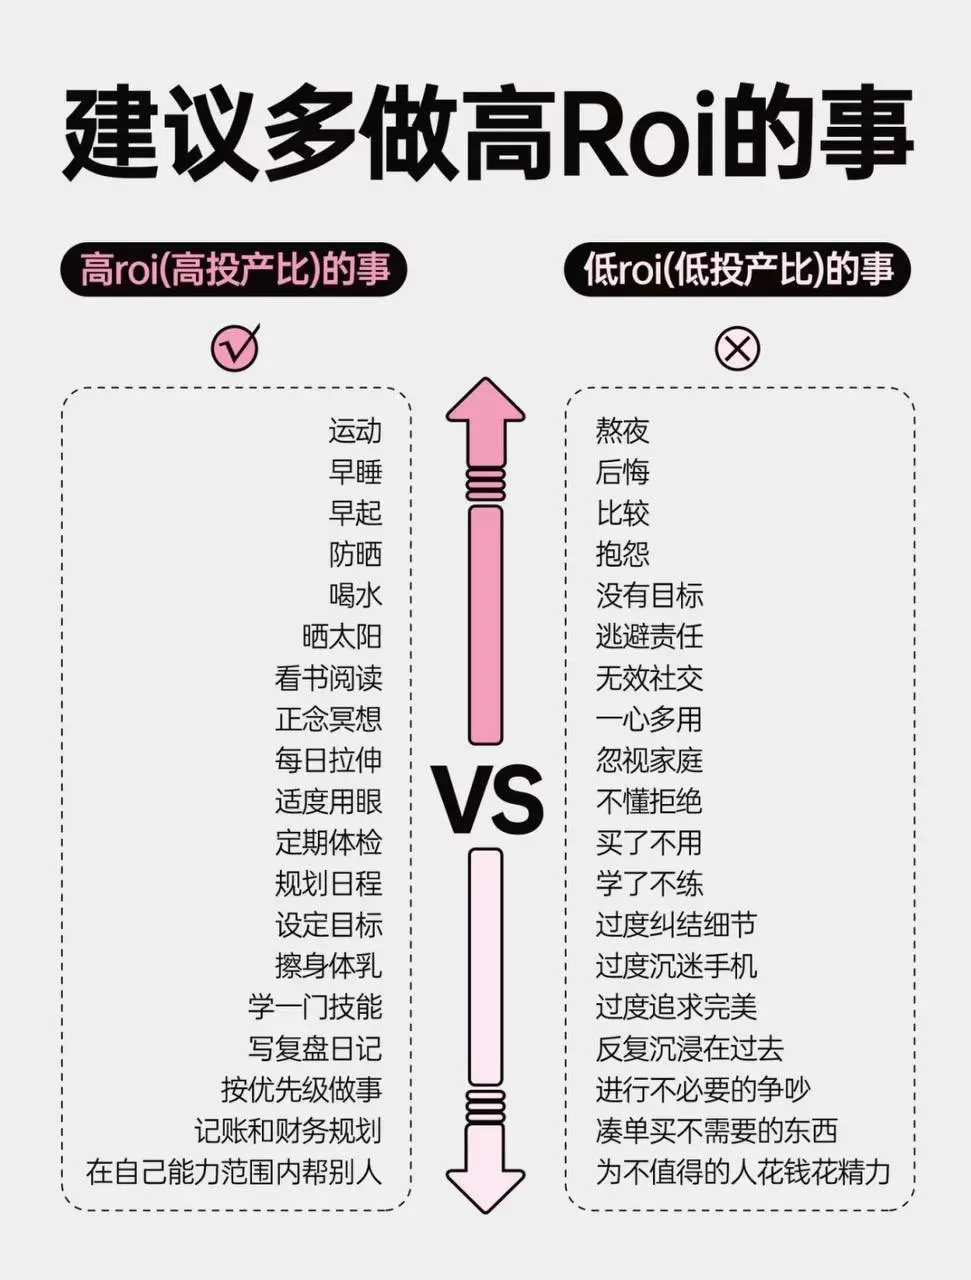 建议多做高Roi的事
高roi(高投产比)的事
运动
早睡
早起
防晒
喝水
晒太阳
看书阅读
正念冥想
每日拉伸
适度用眼
定期体检
规划日程
设定目标
擦身体乳
学一门技能
写复盘日记
按优先级做事
记账和财务规划
在自己能力范围内帮别人
VS
低roi(低投产比)的事
熬夜
后悔
比较
抱怨
没有目标
逃避责任
无效社交
一心多用
忽视家庭
不懂拒绝
买了不用
学了不练
过度纠结细节
过度沉迷手机
过度追求完美
反复沉浸在过去
进行不必要的争吵
凑单买不需要的东西
为不值得的人花钱花精力